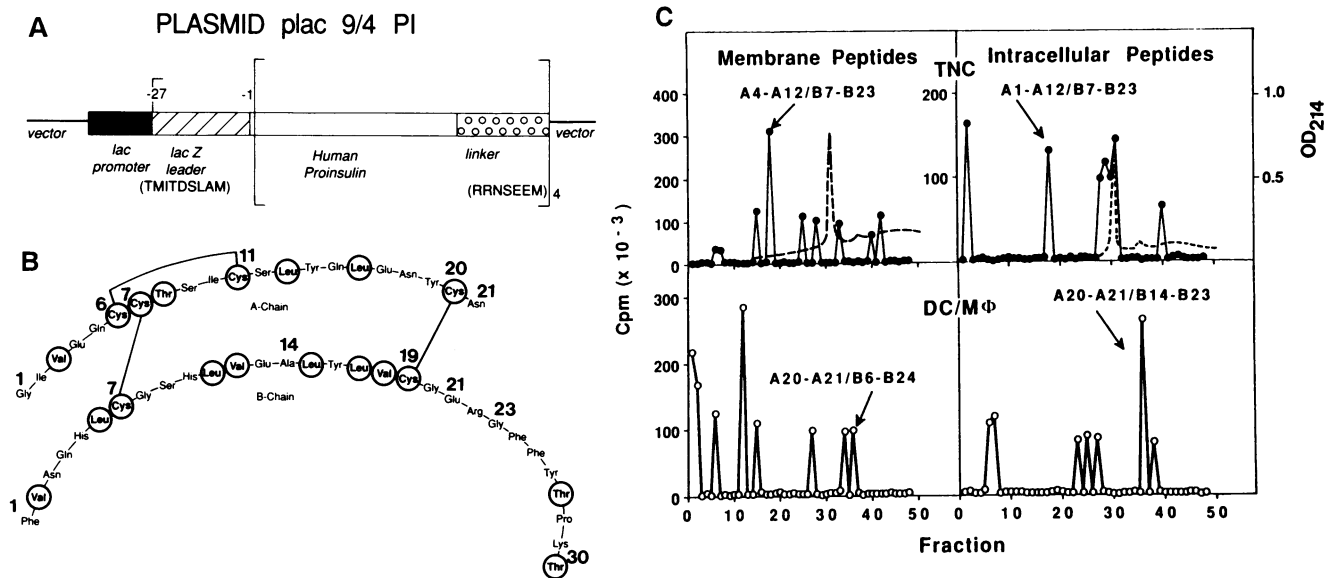 A
PLASMID plac 9/4 PI
-27
-1
vector
lac promoter
lac Z leader
(TMITDSLAM)
Human Proinsulin
linker
(RRNSEEM)4
vector
B
1
Gly
Ile
Val
Glu
Gln
6
Cys
7
Cys
Thr
Ser
Ile
11
Cys
Ser
Leu
Tyr
Gln
Leu
Glu
Asn
Tyr
20
Cys
21
Asn
A-Chain
1
Phe
Val
Asn
Gln
His
Leu
7
Cys
Gly
Ser
His
Leu
Val
Glu
14
Ala
Leu
Tyr
Leu
Val
19
Cys
Gly
21
Glu
Arg
23
Gly
Phe
Phe
Tyr
Thr
Pro
Lys
30
Thr
B-Chain
C
Membrane Peptides
TNC
Intracellular Peptides
A4-A12/B7-B23
A1-A12/B7-B23
400
300
200
100
0
200
100
1.0
0.5
OD214
Cpm (x 10 -3)
DC/MΦ
A20-A21/B6-B24
A20-A21/B14-B23
300
200
100
0
0 10 20 30 40 50
0 10 20 30 40 50
Fraction